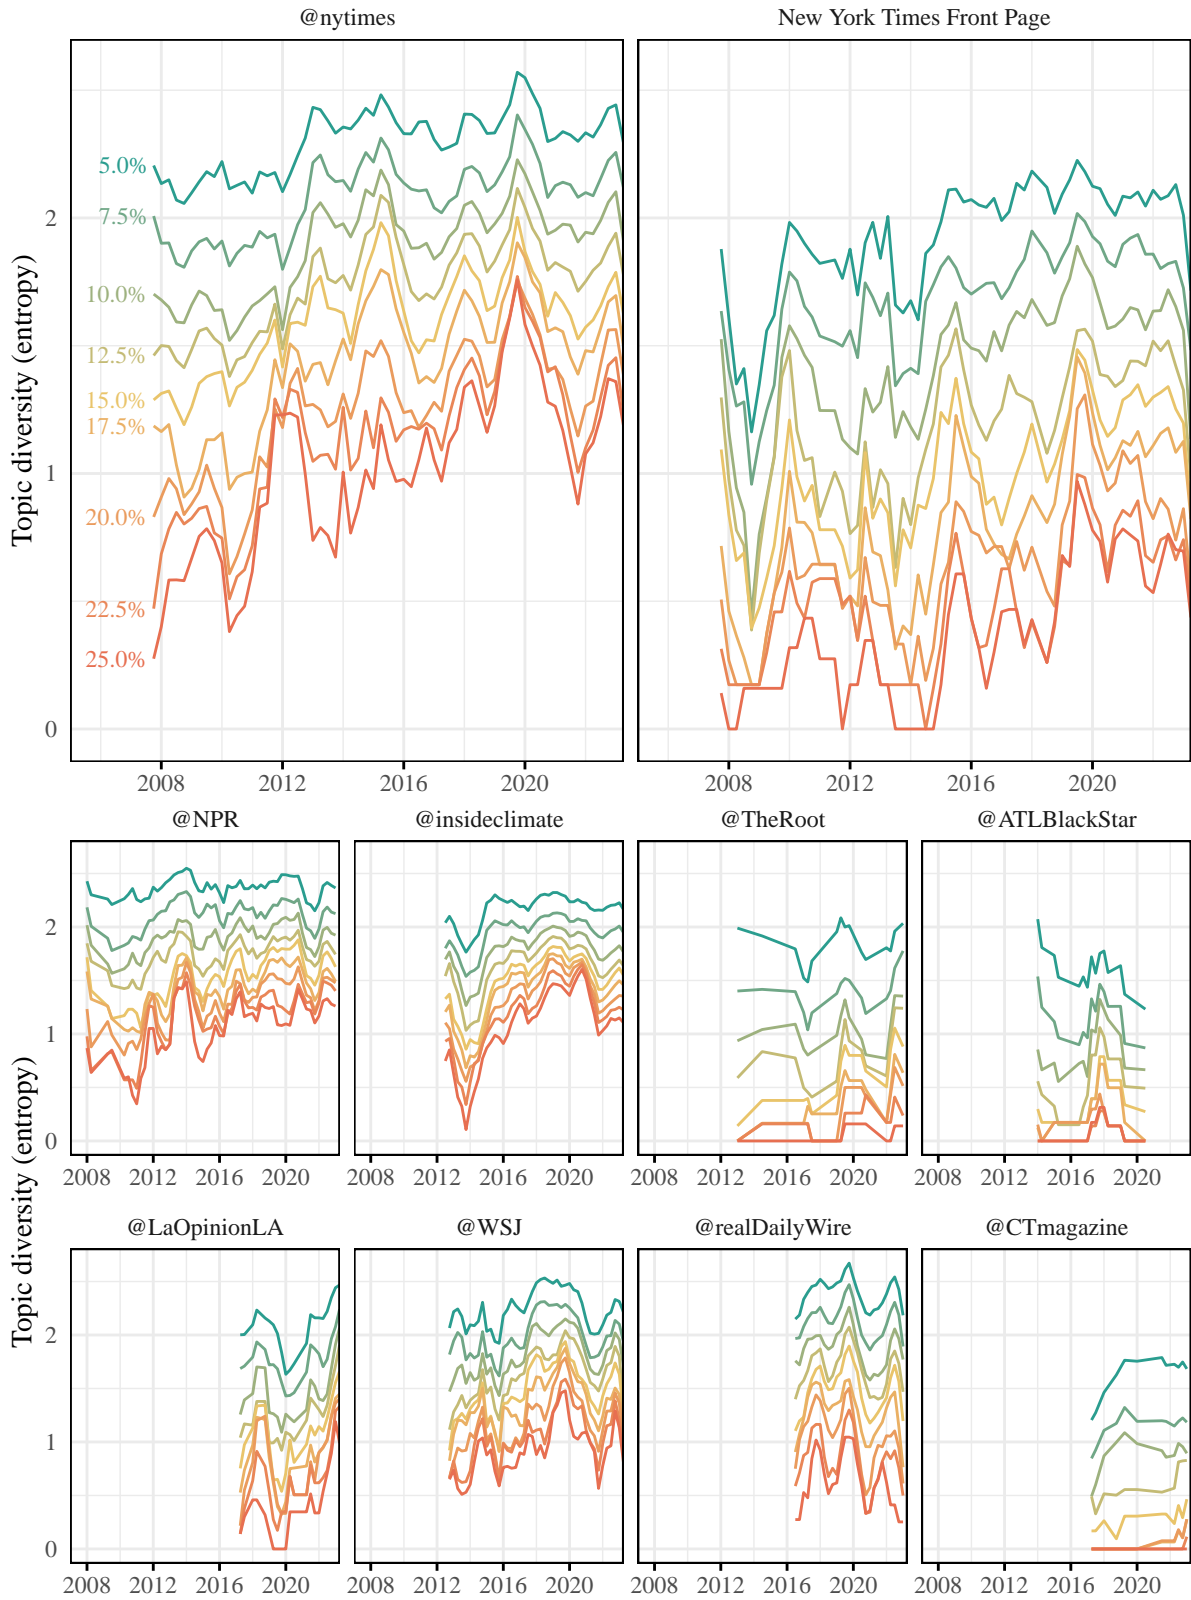 @nytimes New York Times Front Page
Topic diversity (entropy)
2
1
0
5.0%
7.5%
10.0%
12.5%
15.0%
17.5%
20.0%
22.5%
25.0%
2008 2012 2016 2020 2008 2012 2016 2020
@NPR @insideclimate @TheRoot @ATLBlackStar
Topic diversity (entropy)
2
1
0
2008 2012 2016 2020 2008 2012 2016 2020 2008 2012 2016 2020 2008 2012 2016 2020
@LaOpinionLA @WSJ @realDailyWire @CTmagazine
2
1
0
2008 2012 2016 2020 2008 2012 2016 2020 2008 2012 2016 2020 2008 2012 2016 2020